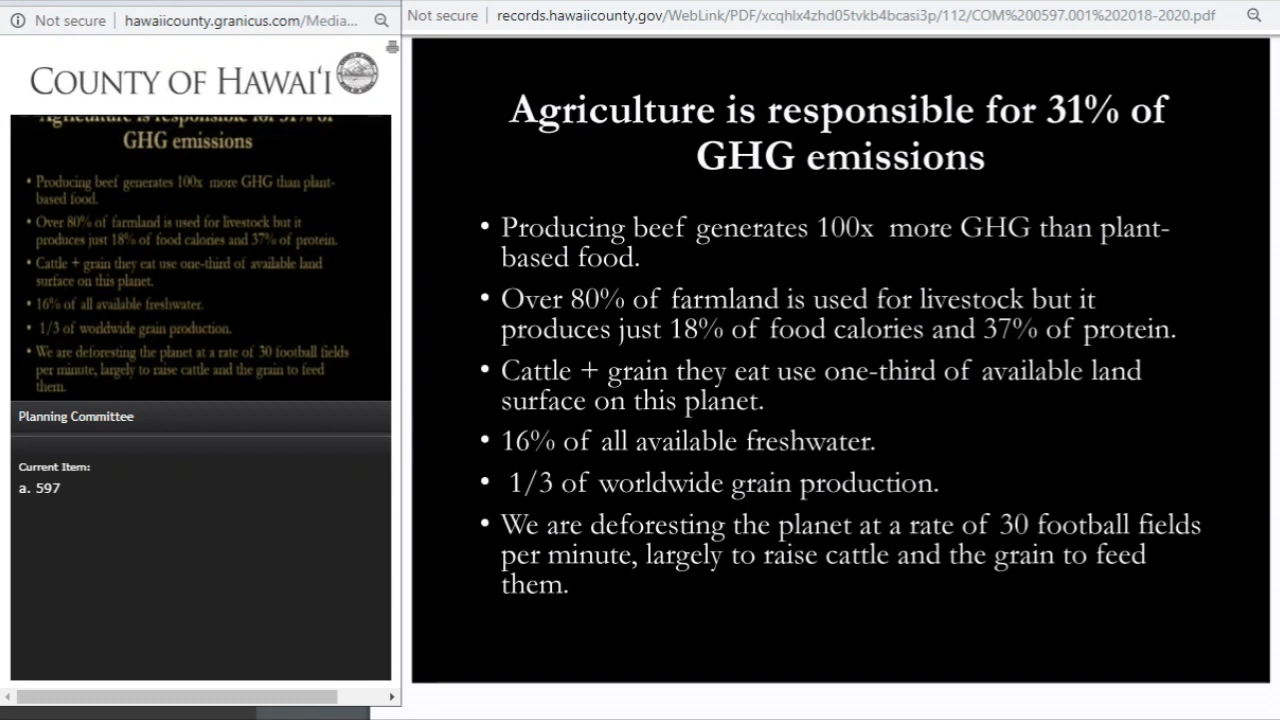 Not secure
hawaiicounty.granicus.com/Media...
COUNTY OF HAWAI‘I
Agriculture is responsible for 31% of
GHG emissions
• Producing beef generates 100x more GHG than plant-
based food.
• Over 80% of farmland is used for livestock but it
produces just 18% of food calories and 37% of protein.
• Cattle + grain they eat use one-third of available land
surface on this planet.
• 16% of all available freshwater.
• 1/3 of worldwide grain production.
• We are deforesting the planet at a rate of 30 football fields
per minute, largely to raise cattle and the grain to feed
them.
Planning Committee
Current Item:
a. 597
Not secure
records.hawaiicounty.gov/WebLink/PDF/xcqhlx4zhd05tvkb4bcasi3p/112/COM%200597.001%202018-2020.pdf
Agriculture is responsible for 31% of
GHG emissions
• Producing beef generates 100x more GHG than plant-
based food.
• Over 80% of farmland is used for livestock but it
produces just 18% of food calories and 37% of protein.
• Cattle + grain they eat use one-third of available land
surface on this planet.
• 16% of all available freshwater.
• 1/3 of worldwide grain production.
• We are deforesting the planet at a rate of 30 football fields
per minute, largely to raise cattle and the grain to feed
them.